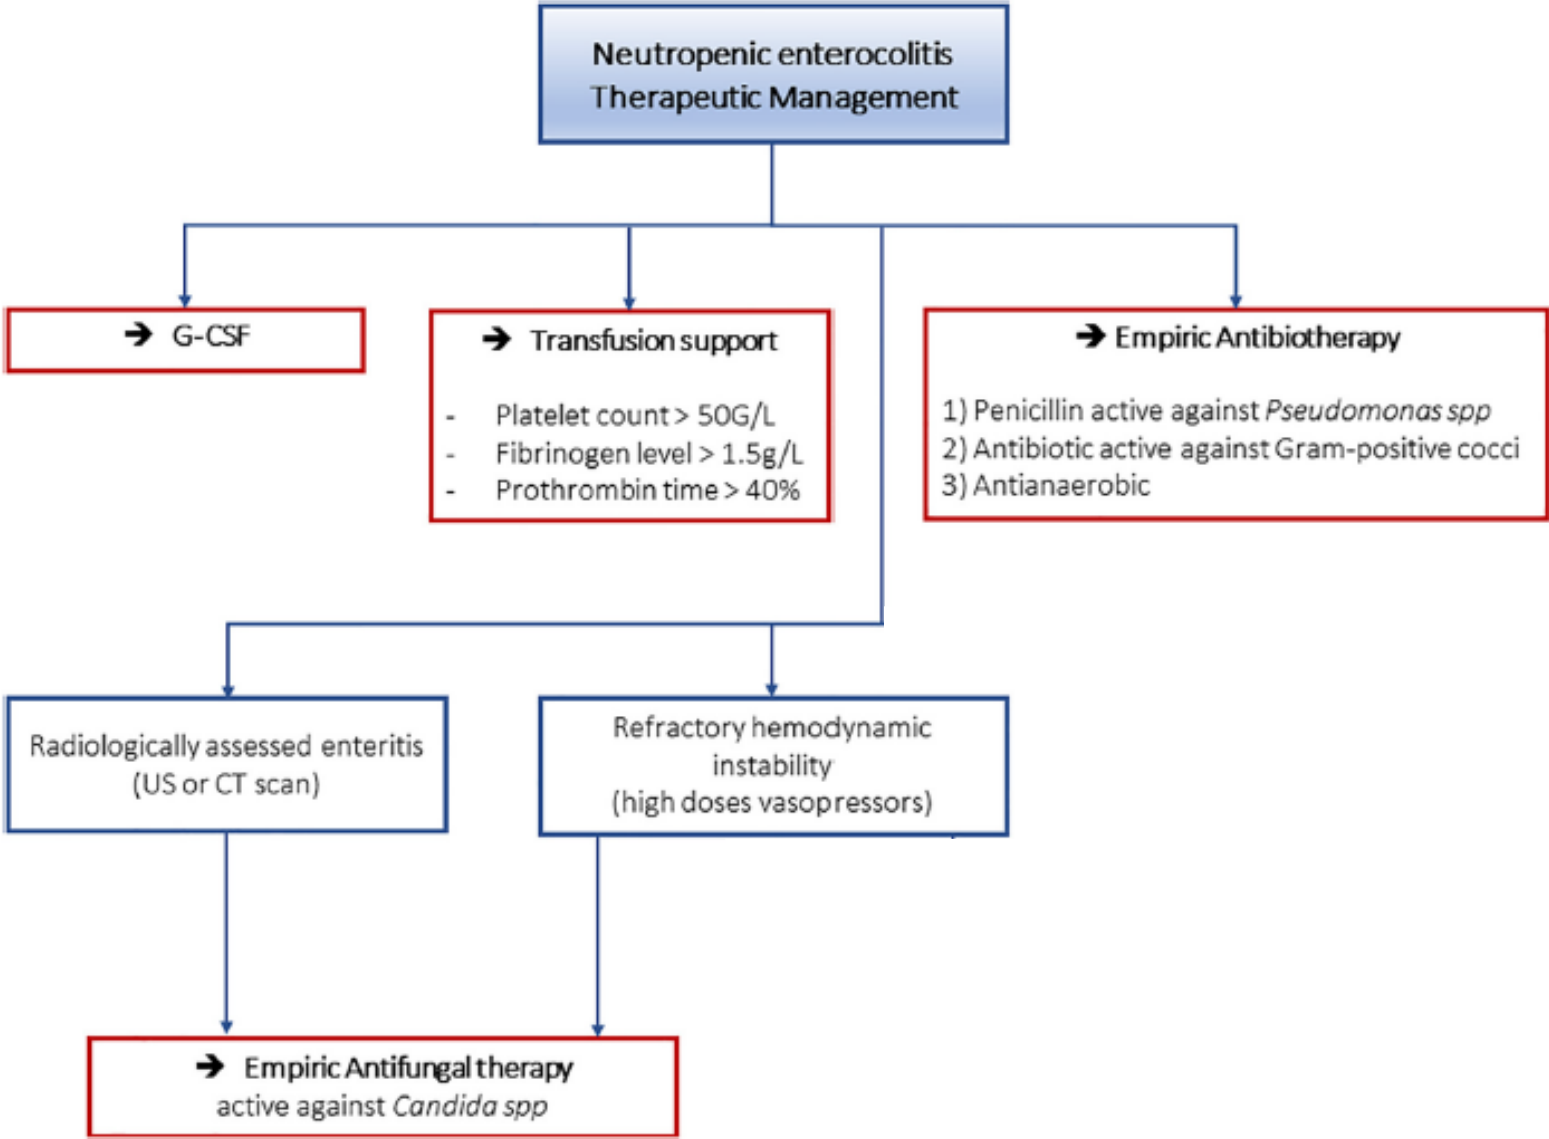 Neutropenic enterocolitis
Therapeutic Management
➔ G-CSF
➔ Transfusion support
- Platelet count > 50G/L
- Fibrinogen level > 1.5g/L
- Prothrombin time > 40%
➔ Empiric Antibiotherapy
1) Penicillin active against Pseudomonas spp
2) Antibiotic active against Gram-positive cocci
3) Antianaerobic
Radiologically assessed enteritis
(US or CT scan)
Refractory hemodynamic
instability
(high doses vasopressors)
➔ Empiric Antifungal therapy
active against Candida spp